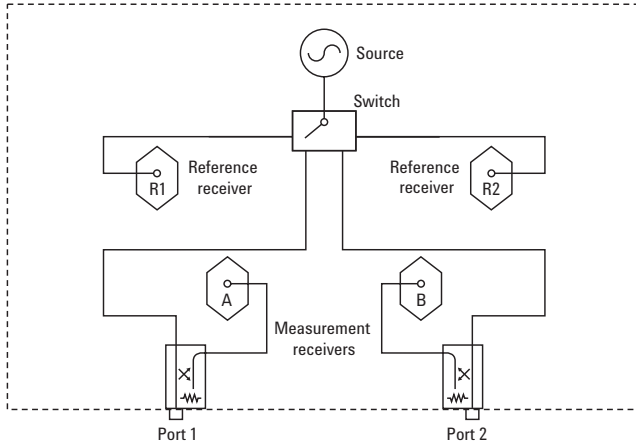 Source
Switch
Reference
receiver
R1
Reference
receiver
R2
A
B
Measurement
receivers
Port 1
Port 2